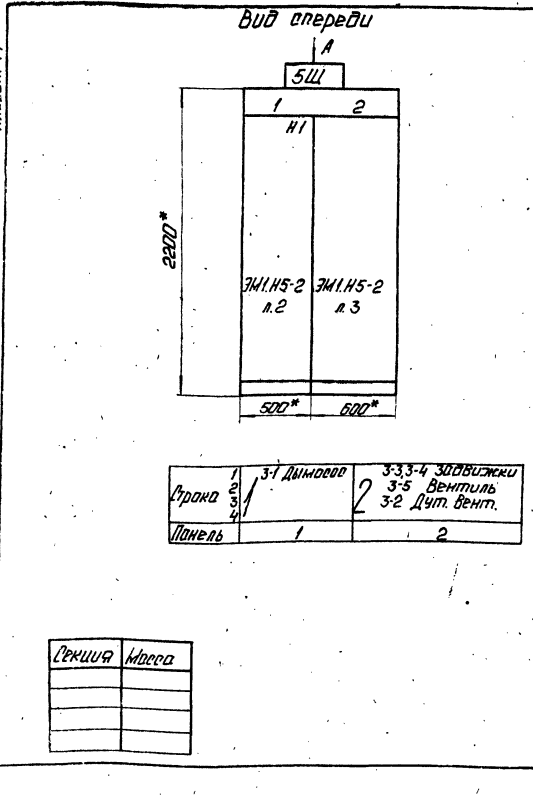 Вид спереди
А
5Щ
1 2
Н1
2200*
ЭМ1.Н5-2 ЭМ1.Н5-2
л.2 л.3
500* 600*
Строка 1 2 3 4
1 3-1 Дымосос
2 3-3,3-4 Задвижки
3-5 Вентиль
3-2 Дут. Вент.
Панель 1 2
Секция Масса